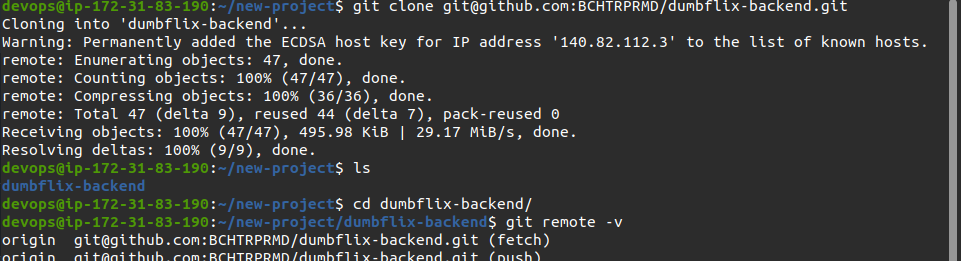 devops@ip-172-31-83-190:~/new-project$ git clone git@github.com:BCHTRPRMD/dumbflix-backend.git
Cloning into 'dumbflix-backend'...
Warning: Permanently added the ECDSA host key for IP address '140.82.112.3' to the list of known hosts.
remote: Enumerating objects: 47, done.
remote: Counting objects: 100% (47/47), done.
remote: Compressing objects: 100% (36/36), done.
remote: Total 47 (delta 9), reused 44 (delta 7), pack-reused 0
Receiving objects: 100% (47/47), 495.98 KiB | 29.17 MiB/s, done.
Resolving deltas: 100% (9/9), done.
devops@ip-172-31-83-190:~/new-project$ ls
dumbflix-backend
devops@ip-172-31-83-190:~/new-project$ cd dumbflix-backend/
devops@ip-172-31-83-190:~/new-project/dumbflix-backend$ git remote -v
origin  git@github.com:BCHTRPRMD/dumbflix-backend.git (fetch)
origin  git@github.com:BCHTRPRMD/dumbflix-backend.git (push)